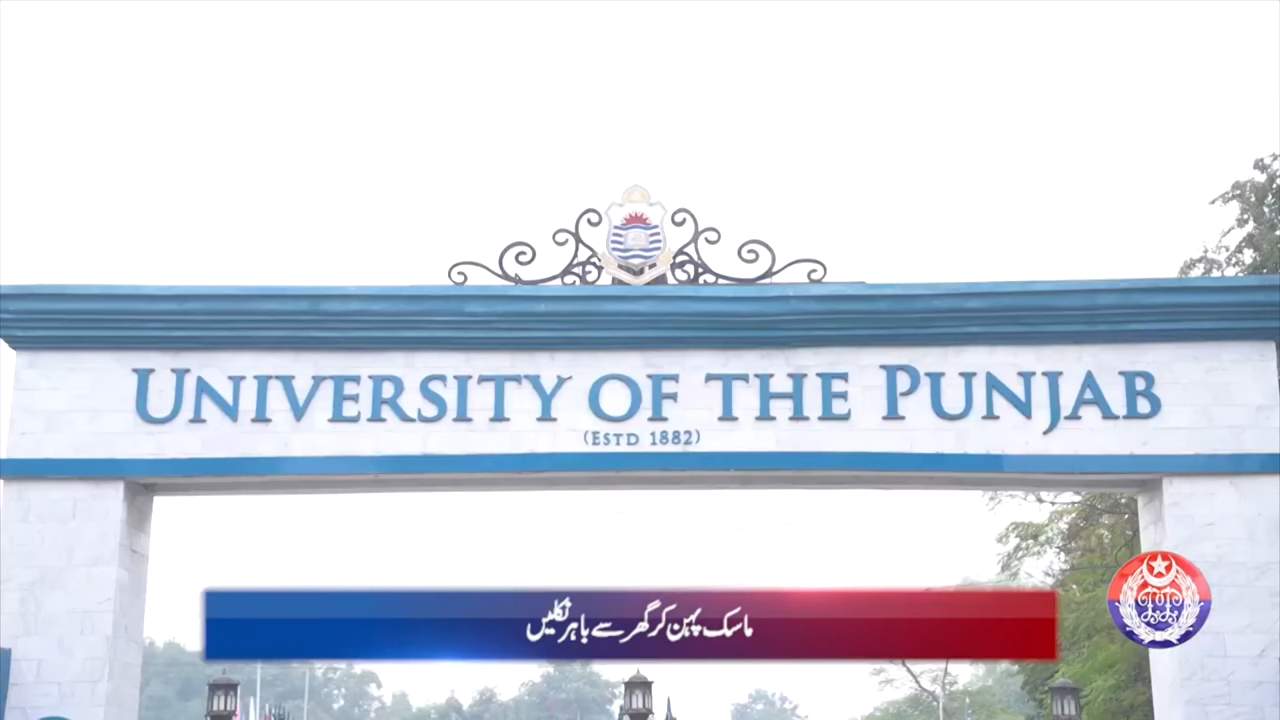 UNIVERSITY OF THE PUNJAB
(ESTD 1882)
ماسک پہن کر گھر سے باہر نکلیں